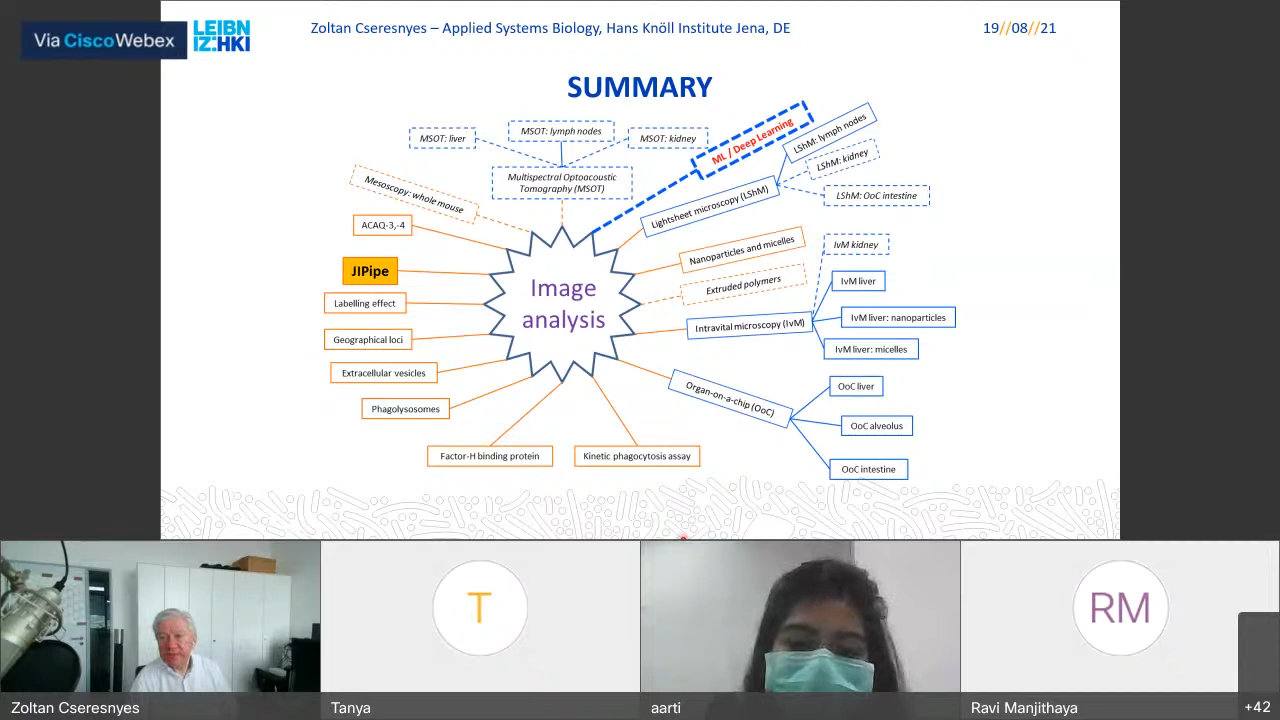 Via Cisco Webex
LEIBN
IZ:HKI
Zoltan Cseresnyes – Applied Systems Biology, Hans Knöll Institute Jena, DE
19//08//21
SUMMARY
MSOT: liver
MSOT: lymph nodes
MSOT: kidney
Multispectral Optoacoustic
Tomography (MSOT)
ML / Deep Learning
LShM: lymph nodes
LShM: kidney
LShM: OoC intestine
Lightsheet microscopy (LShM)
Mesoscopy: whole mouse
ACAQ-3,-4
JIPipe
Labelling effect
Geographical loci
Extracellular vesicles
Phagolysosomes
Factor-H binding protein
Kinetic phagocytosis assay
Image
analysis
Nanoparticles and micelles
Extruded polymers
Intravital microscopy (IvM)
IvM kidney
IvM liver
IvM liver: nanoparticles
IvM liver: micelles
Organ-on-a-chip (OoC)
OoC liver
OoC alveolus
OoC intestine
T
RM
Zoltan Cseresnyes
Tanya
aarti
Ravi Manjithaya
+42